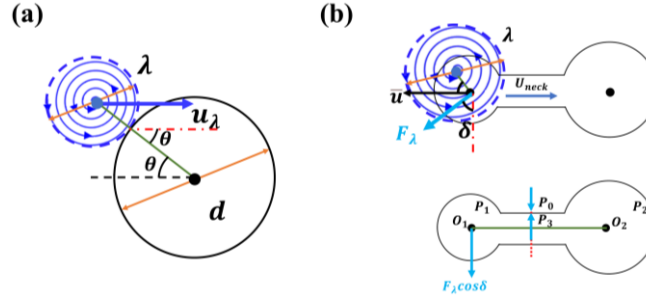 (a)
λ
u_λ
θ
θ
d
(b)
λ
U_neck
ū
F_λ
δ
P_1
P_0
P_2
P_3
O_1
O_2
F_λcosδ